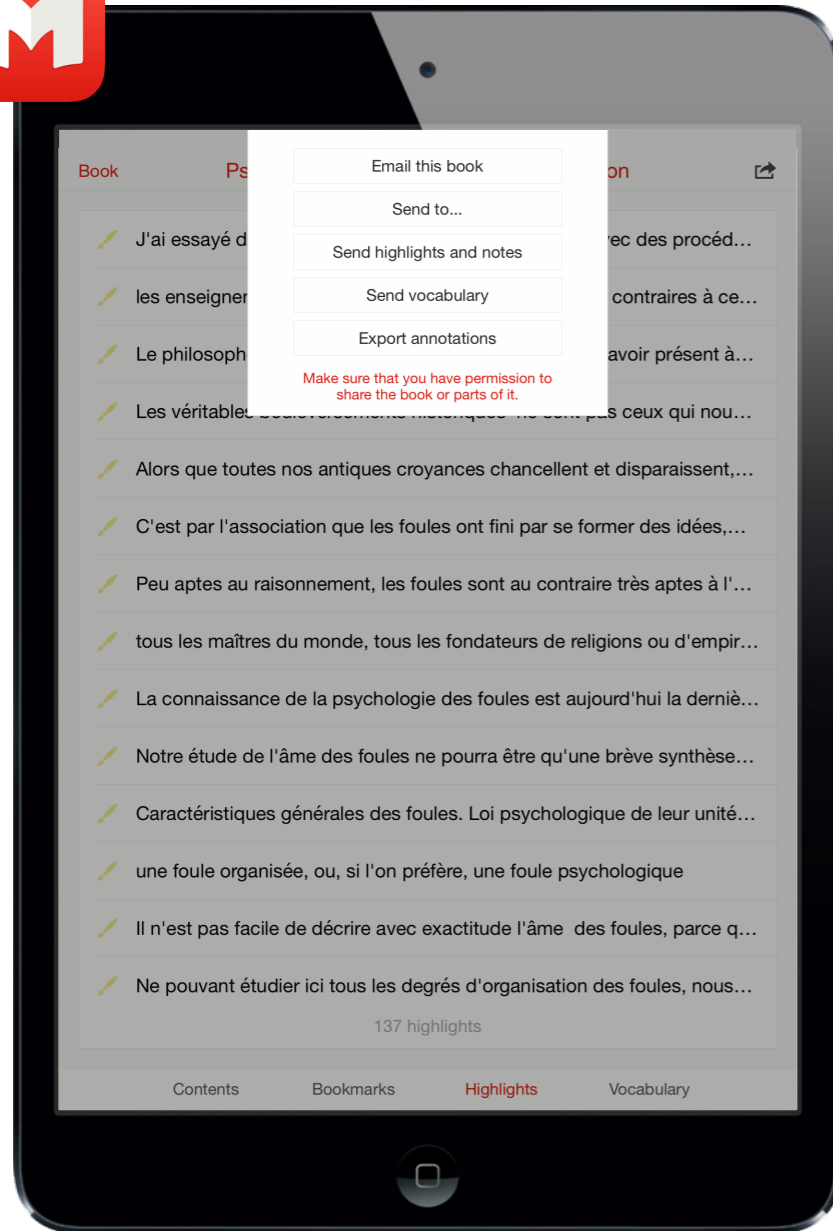 Book
Ps
on
Email this book
Send to...
Send highlights and notes
Send vocabulary
Export annotations
Make sure that you have permission to
share the book or parts of it.
J'ai essayé d
ec des procéd…
les enseigner
contraires à ce…
Le philosoph
avoir présent à…
Les véritables bouleversements historiques ne sont pas ceux qui nou…
Alors que toutes nos antiques croyances chancellent et disparaissent,…
C'est par l'association que les foules ont fini par se former des idées,…
Peu aptes au raisonnement, les foules sont au contraire très aptes à l'…
tous les maîtres du monde, tous les fondateurs de religions ou d'empir…
La connaissance de la psychologie des foules est aujourd'hui la derniè…
Notre étude de l'âme des foules ne pourra être qu'une brève synthèse…
Caractéristiques générales des foules. Loi psychologique de leur unité…
une foule organisée, ou, si l'on préfère, une foule psychologique
Il n'est pas facile de décrire avec exactitude l'âme des foules, parce q…
Ne pouvant étudier ici tous les degrés d'organisation des foules, nous…
137 highlights
Contents Bookmarks Highlights Vocabulary